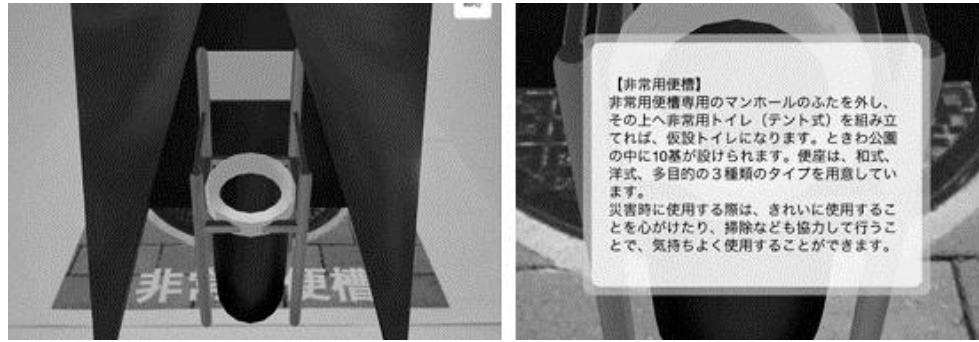 非常用便槽
【非常用便槽】
非常用便槽専用のマンホールのふたを外し、
その上へ非常用トイレ（テント式）を組み立
てれば、仮設トイレになります。ときわ公園
の中に10基が設けられます。便座は、和式、
洋式、多目的の３種類のタイプを用意してい
ます。
災害時に使用する際は、きれいに使用するこ
とを心がけたり、掃除なども協力して行うこ
とで、気持ちよく使用することができます。